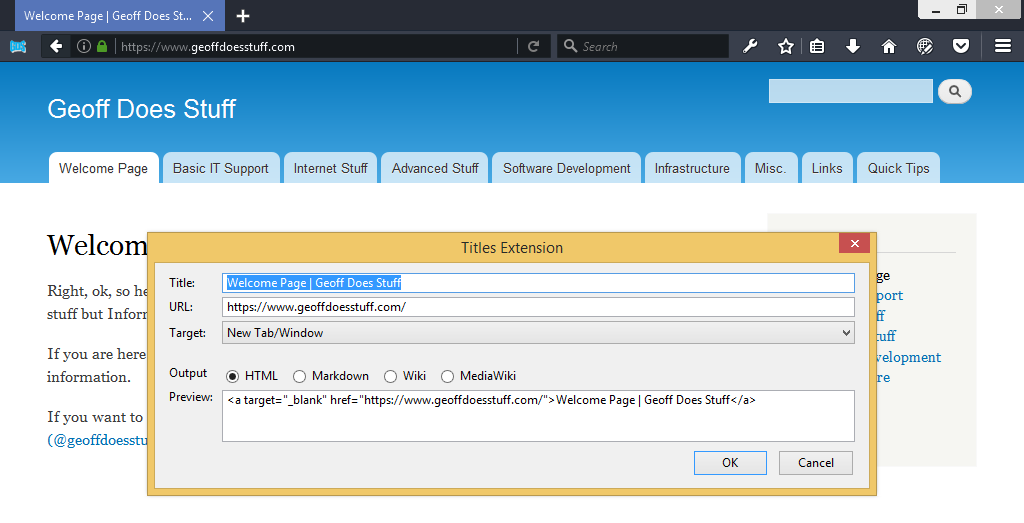 Welcome Page | Geoff Does St...
https://www.geoffdoesstuff.com
Search
Geoff Does Stuff
Welcome Page
Basic IT Support
Internet Stuff
Advanced Stuff
Software Development
Infrastructure
Misc.
Links
Quick Tips
Titles Extension
Title:
Welcome Page | Geoff Does Stuff
URL:
https://www.geoffdoesstuff.com/
Target:
New Tab/Window
Output
HTML
Markdown
Wiki
MediaWiki
Preview:
<a target="_blank" href="https://www.geoffdoesstuff.com/">Welcome Page | Geoff Does Stuff</a>
OK
Cancel
Welcom
Right, ok, so he
stuff but Inforn
If you are here
information.
If you want to
(@geoffdoesstu
ge
port
ff
tuff
velopment
re